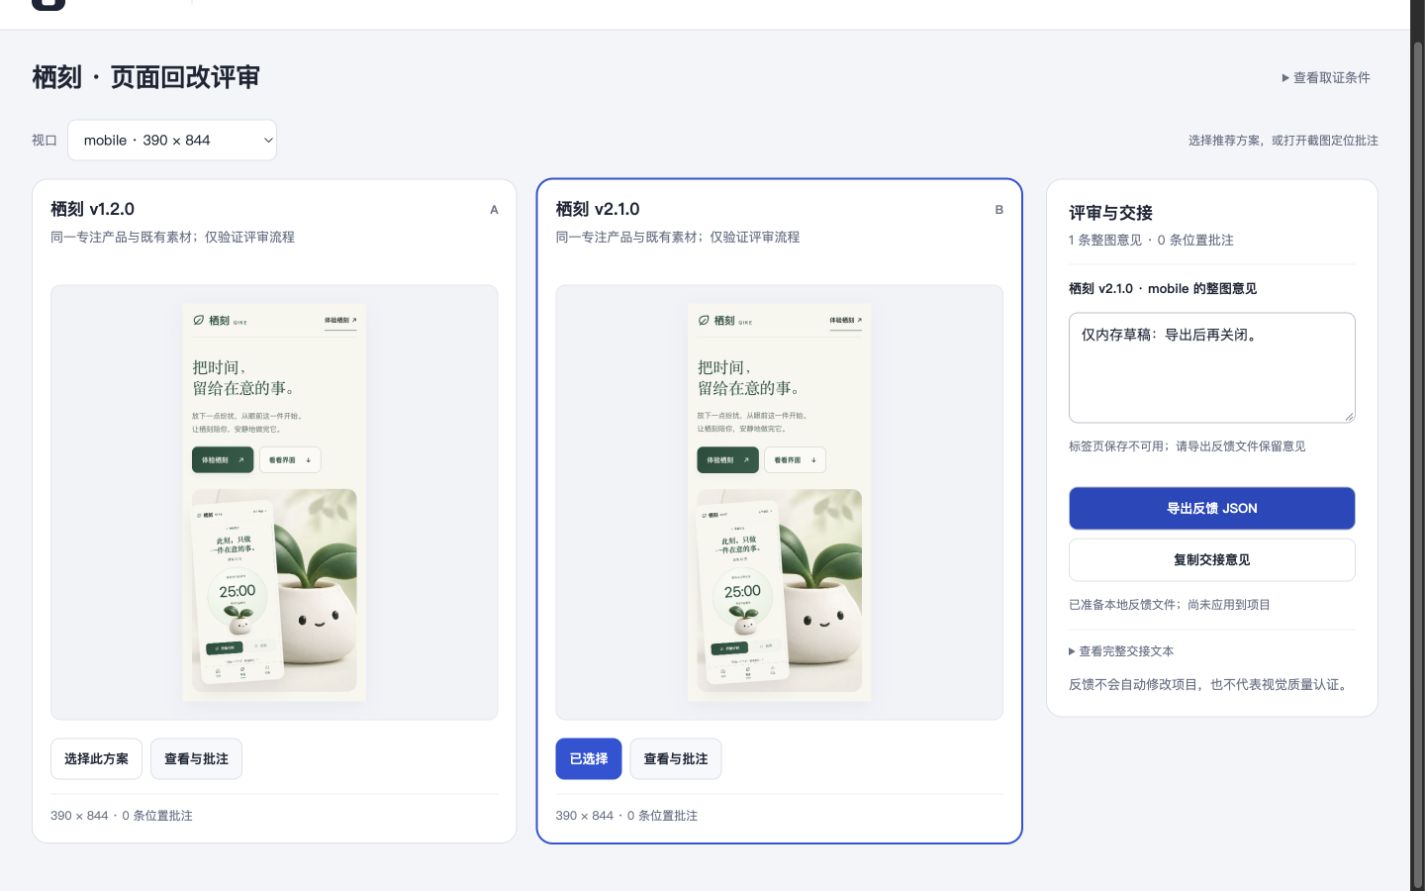 栖刻 · 页面回改评审
▶ 查看取证条件
视口
mobile · 390 × 844
选择推荐方案，或打开截图定位批注
栖刻 v1.2.0
A
同一专注产品与既有素材；仅验证评审流程
栖刻 QIKE
体验栖刻 ↗
把时间，
留给在意的事。
放下一点纷扰，从眼前这一件开始。
让栖刻陪你，安静地做完它。
体验栖刻 ↗
看看界面 ↓
栖刻
此刻，只做
一件在意的事。
25:00
选择此方案
查看与批注
390 × 844 · 0 条位置批注
栖刻 v2.1.0
B
同一专注产品与既有素材；仅验证评审流程
栖刻 QIKE
体验栖刻 ↗
把时间，
留给在意的事。
放下一点纷扰，从眼前这一件开始。
让栖刻陪你，安静地做完它。
体验栖刻 ↗
看看界面 ↓
栖刻
此刻，只做
一件在意的事。
25:00
已选择
查看与批注
390 × 844 · 0 条位置批注
评审与交接
1 条整图意见 · 0 条位置批注
栖刻 v2.1.0 · mobile 的整图意见
仅内存草稿：导出后再关闭。
标签页保存不可用；请导出反馈文件保留意见
导出反馈 JSON
复制交接意见
已准备本地反馈文件；尚未应用到项目
▶ 查看完整交接文本
反馈不会自动修改项目，也不代表视觉质量认证。